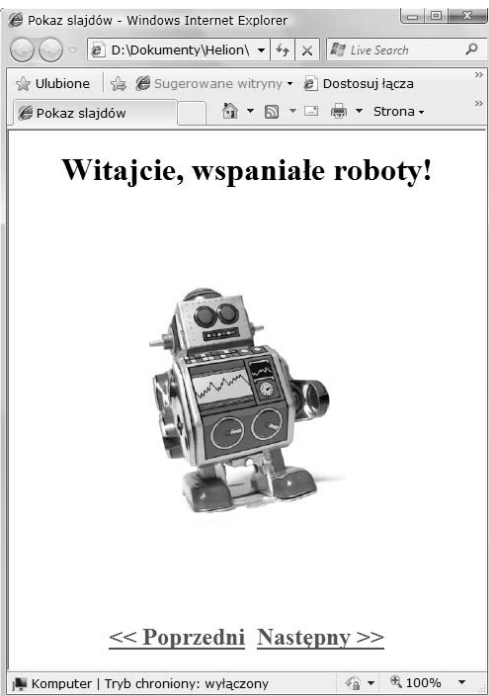 Pokaz slajdów - Windows Internet Explorer
D:\Dokumenty\Helion\ Live Search
Ulubione Sugerowane witryny Dostosuj łącza »
Pokaz slajdów Strona »
Witajcie, wspaniałe roboty!
<< Poprzedni Następny >>
Komputer | Tryb chroniony: wyłączony 100%